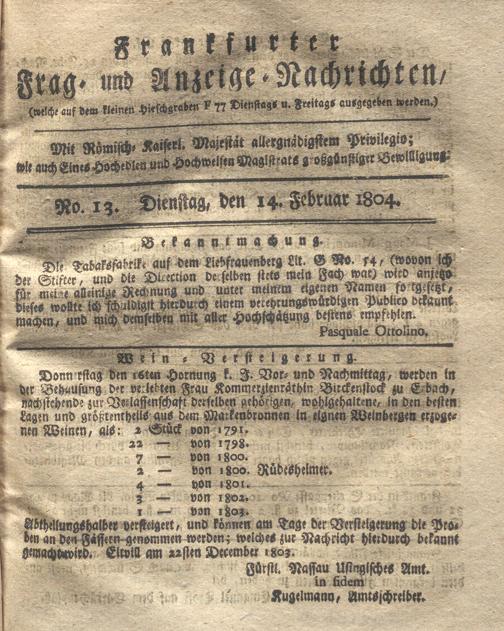 Frankfurter
Frag- und Anzeige-Nachrichten,
(welche auf dem kleinen Hirschgraben F 77 Dienstags u. Freitags ausgegeben werden.)
Mit Römisch-Kaiserl. Majestät allergnädigstem Privilegio;
wie auch Eines Hochedlen und Hochweisen Magistrats großgünstiger Bewilligung.
No. 13. Dienstag, den 14. Februar 1804.
Bekanntmachung.
Die Tabaksfabrike auf dem Liebfrauenberg Lit. G No. 54, (wovon ich
der Stifter, und die Direction derselben stets mein Fach war) wird anjetzo
für meine alleinige Rechnung und unter meinem eigenen Namen fortgesetzt,
dieses wollte ich schuldigst hierdurch einem verehrungswürdigen Publico bekannt
machen, und mich demselben mit aller Hochschätzung bestens empfehlen.
Pasquale Ottolino.
Wein-Versteigerung.
Donnerstag den 16ten Hornung k. J. Vor- und Nachmittag, werden in
der Behausung der verlebten Frau Kommerzienräthin Birckenstock zu Erbach,
nachstehende zur Verlassenschaft derselben gehörigen, wohlgehaltene, in den besten
Lagen und größtentheils aus dem Markenbronnen in eignen Weinbergen erzoge-
nen Weinen, als: 2 Stück von 1791.
22 — von 1798.
7 — von 1800.
2 — von 1800. Rüdesheimer.
4 — von 1801.
3 — von 1802.
1 — von 1803.
Abtheilungshalber versteigert, und können am Tage der Versteigerung die Pro-
ben an den Fässern genommen werden; welches zur Nachricht hierdurch bekannt
gemacht wird. Eltvill am 22sten December 1803.
Fürstl. Nassau Usingisches Amt.
in fidem
Kugelmann, Amtschreiber.